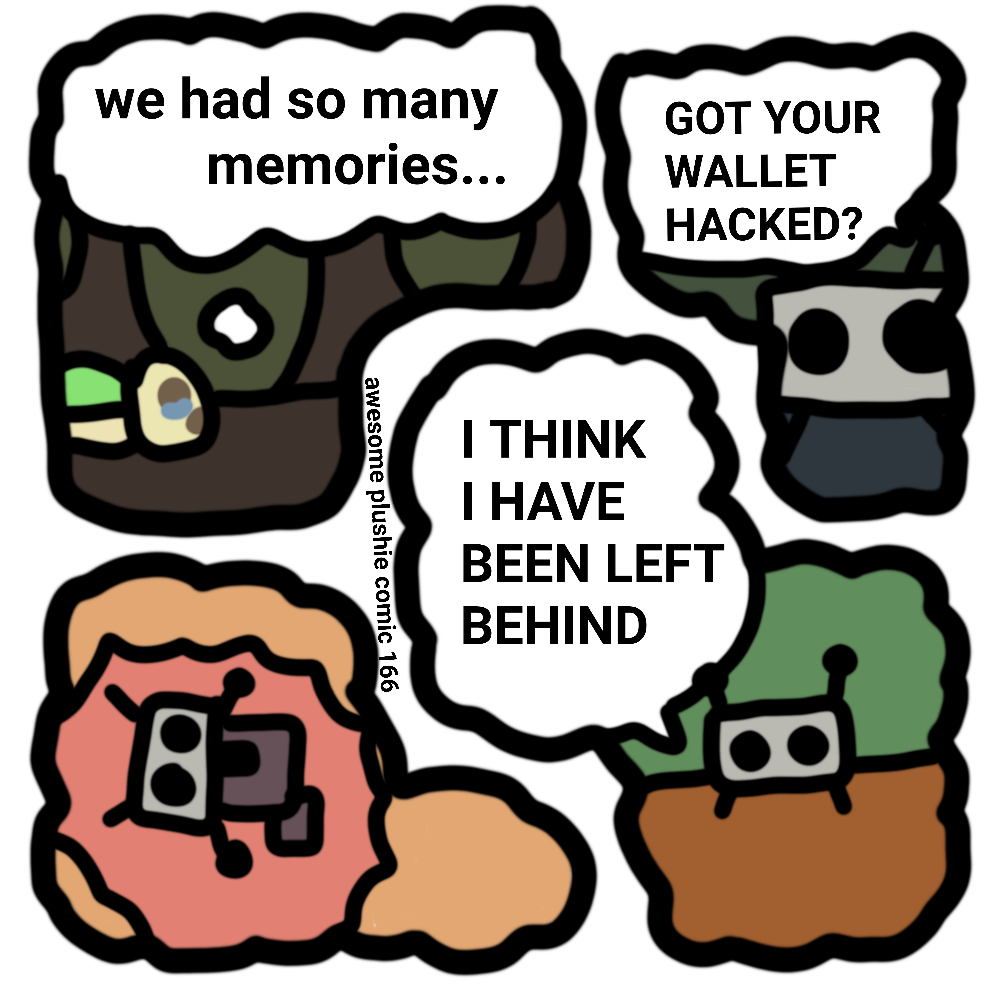 we had so many
memories...
GOT YOUR
WALLET
HACKED?
awesome plushie comic 166
I THINK
I HAVE
BEEN LEFT
BEHIND